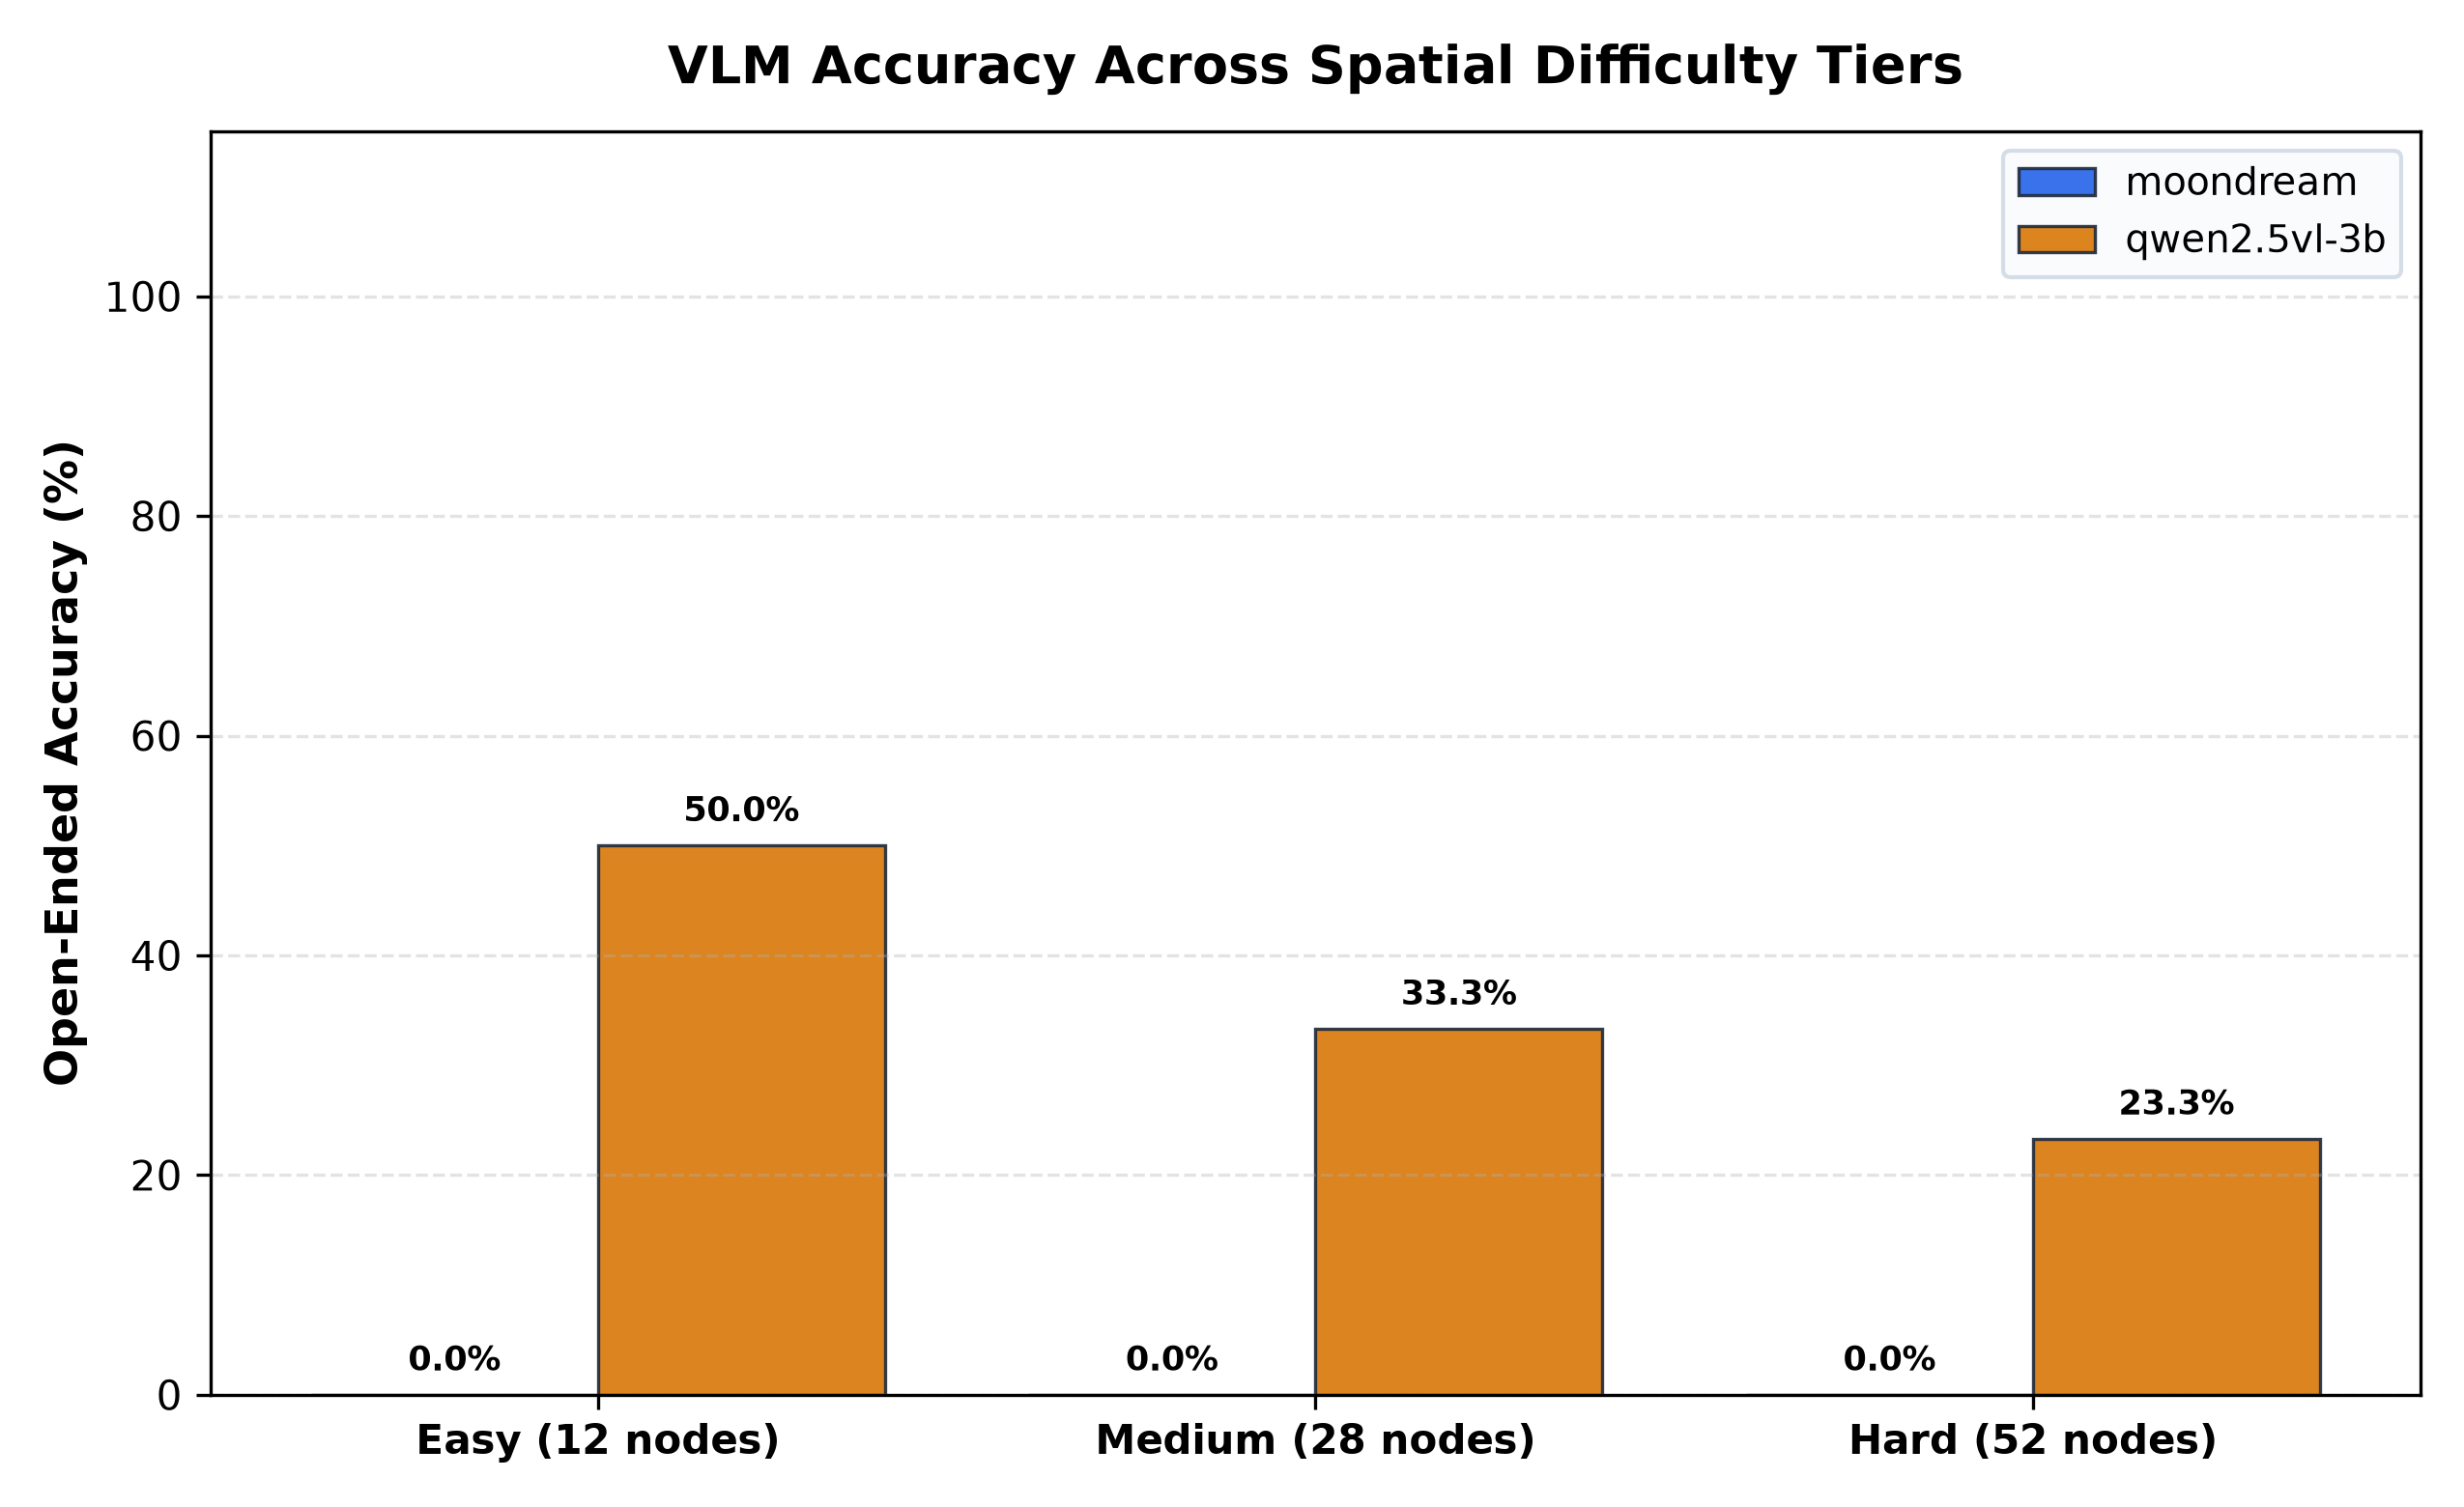 VLM Accuracy Across Spatial Difficulty Tiers
moondream
qwen2.5vl-3b
Open-Ended Accuracy (%)
100
80
60
40
20
0
0.0%
50.0%
0.0%
33.3%
0.0%
23.3%
Easy (12 nodes)
Medium (28 nodes)
Hard (52 nodes)